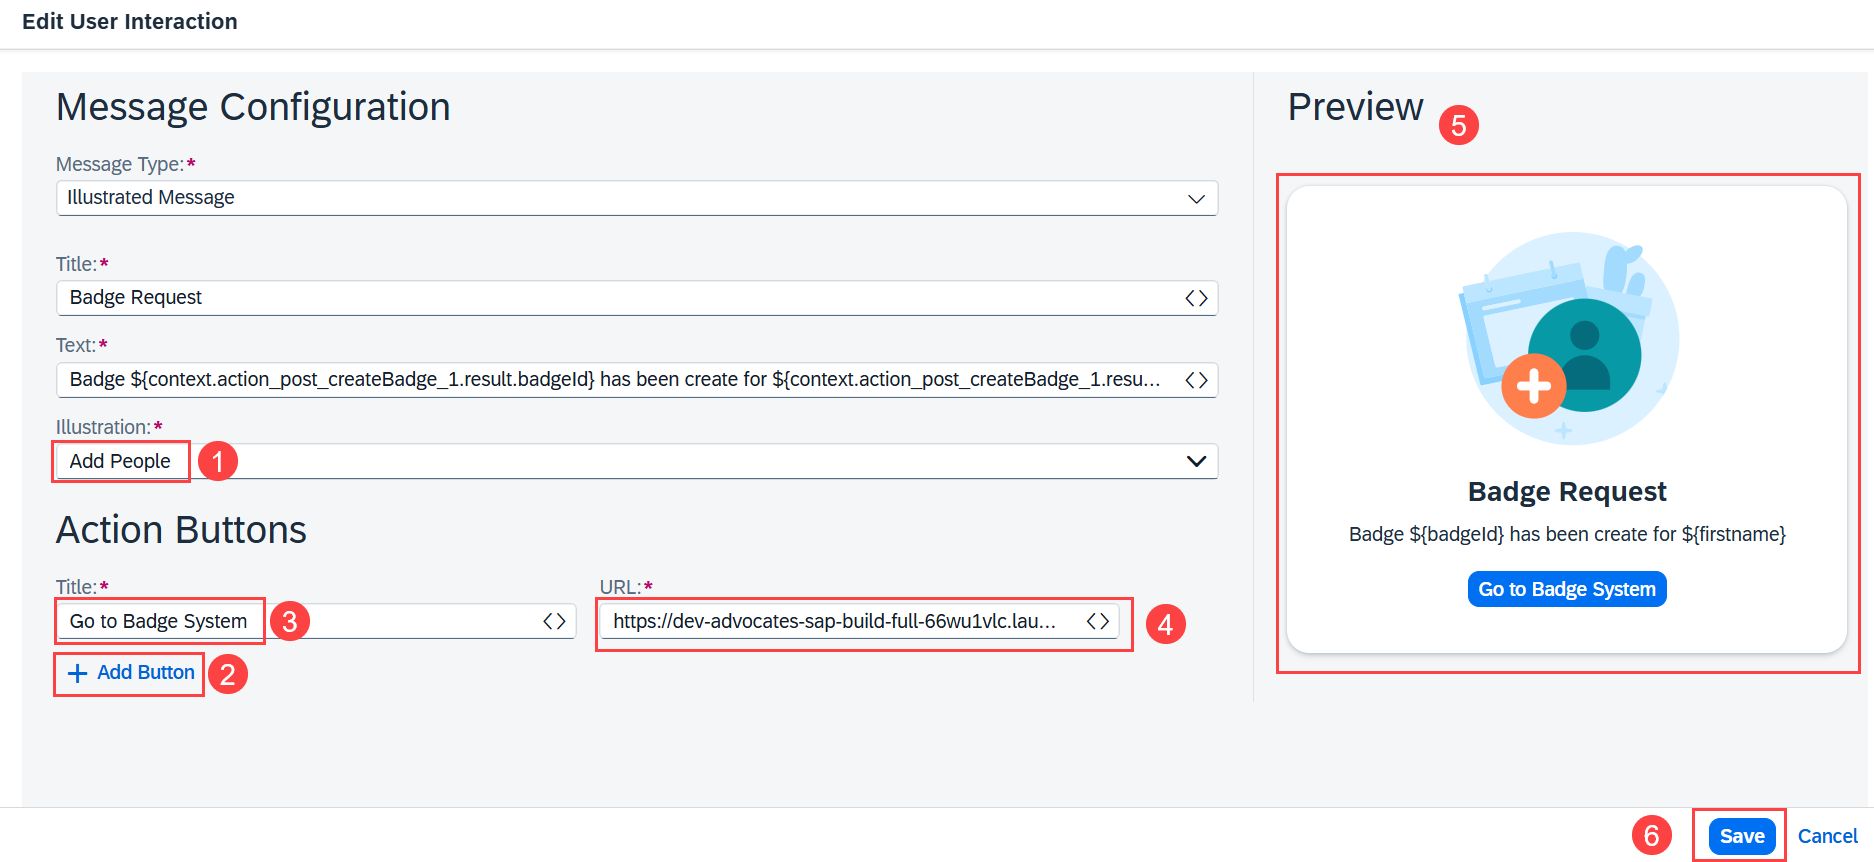 Edit User Interaction
Message Configuration
Message Type:*
Illustrated Message
Title:*
Badge Request
Text:*
Badge ${context.action_post_createBadge_1.result.badgeId} has been create for ${context.action_post_createBadge_1.resu...
Illustration:*
Add People
1
Action Buttons
Title:*
Go to Badge System
3
URL:*
https://dev-advocates-sap-build-full-66wu1vlc.lau...
4
+ Add Button
2
Preview
5
Badge Request
Badge ${badgeId} has been create for ${firstname}
Go to Badge System
6
Save
Cancel